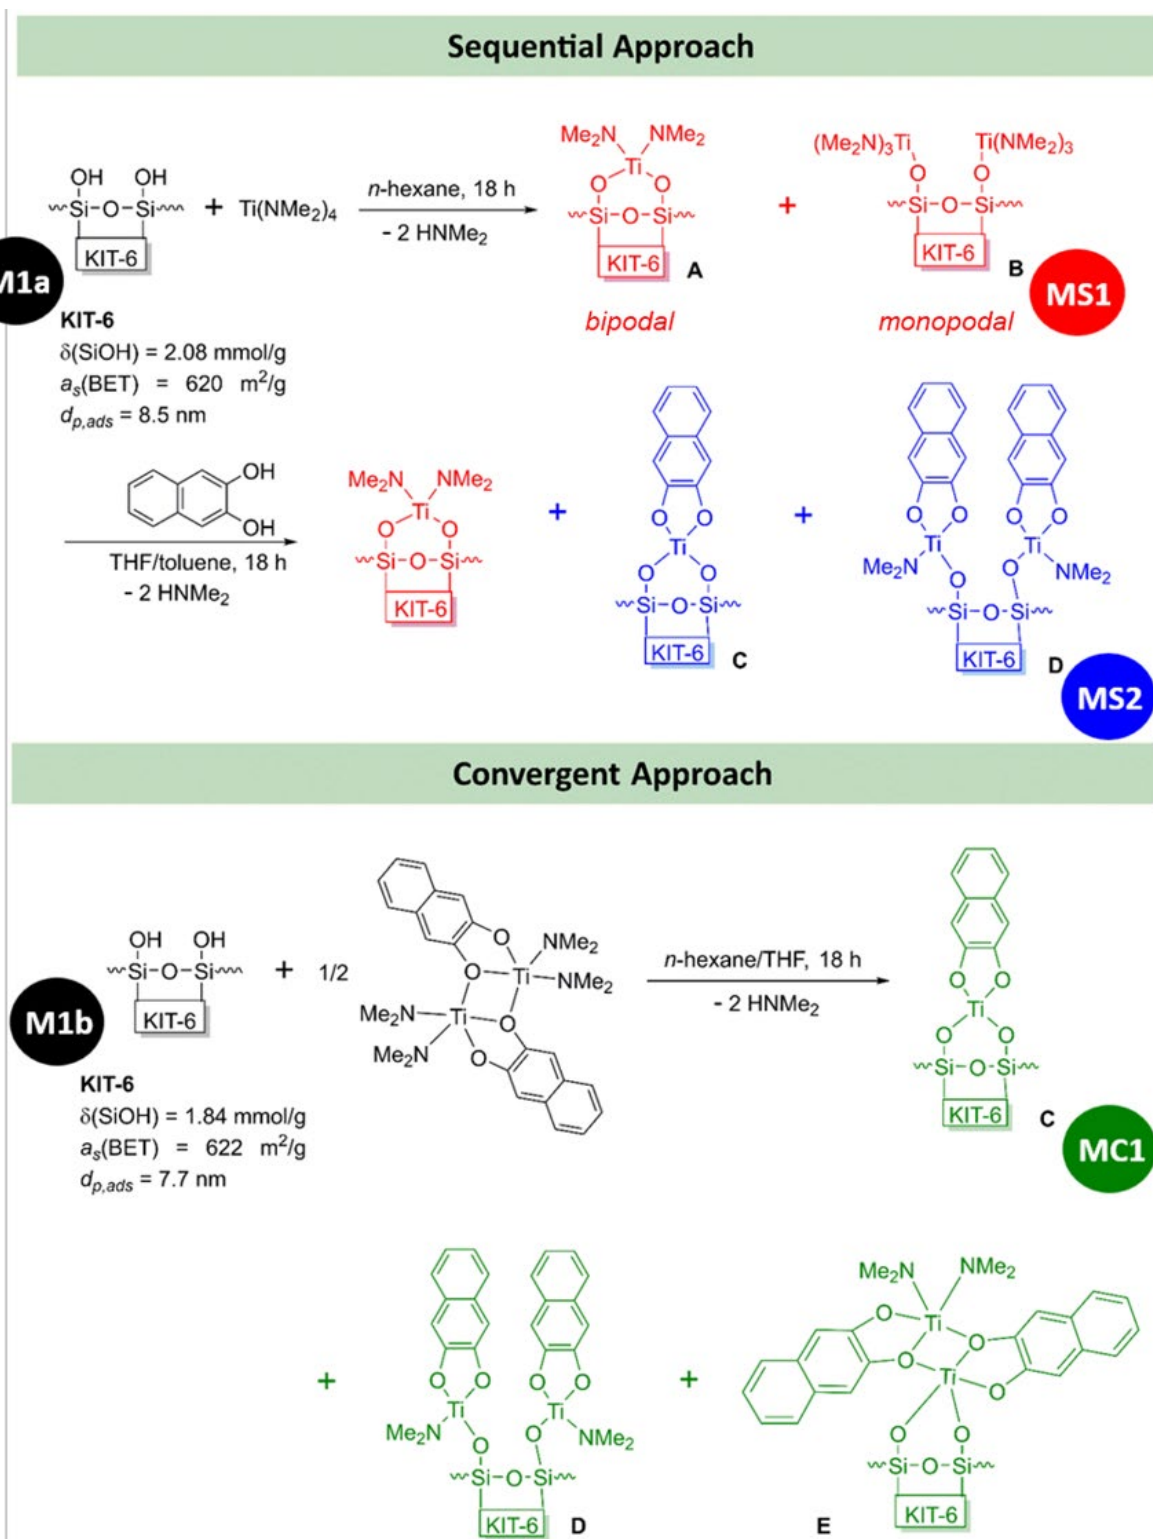 Sequential Approach
OH OH
Si – O – Si
KIT-6
+ Ti(NMe2)4
n-hexane, 18 h
- 2 HNMe2
Me2N NMe2
Ti
O O
Si – O – Si
KIT-6
A
bipodal
+
(Me2N)3Ti Ti(NMe2)3
O O
Si – O – Si
KIT-6
B
monopodal
M1a
MS1
KIT-6
δ(SiOH) = 2.08 mmol/g
as(BET) = 620 m2/g
dp,ads = 8.5 nm
OH
OH
THF/toluene, 18 h
- 2 HNMe2
Me2N NMe2
Ti
O O
Si – O – Si
KIT-6
+
O O
Ti
O O
Si – O – Si
KIT-6
C
+
O O O O
Ti Ti
Me2N O O NMe2
Si – O – Si
KIT-6
D
MS2
Convergent Approach
OH OH
Si – O – Si
KIT-6
+ 1/2
O NMe2
O Ti NMe2
Me2N Ti O
Me2N O
n-hexane/THF, 18 h
- 2 HNMe2
O O
Ti
O O
Si – O – Si
KIT-6
C
M1b
MC1
KIT-6
δ(SiOH) = 1.84 mmol/g
as(BET) = 622 m2/g
dp,ads = 7.7 nm
+
O O O O
Ti Ti
Me2N O O NMe2
Si – O – Si
KIT-6
D
+
Me2N NMe2
O Ti
O O
Ti O
O O
Si – O – Si
KIT-6
E